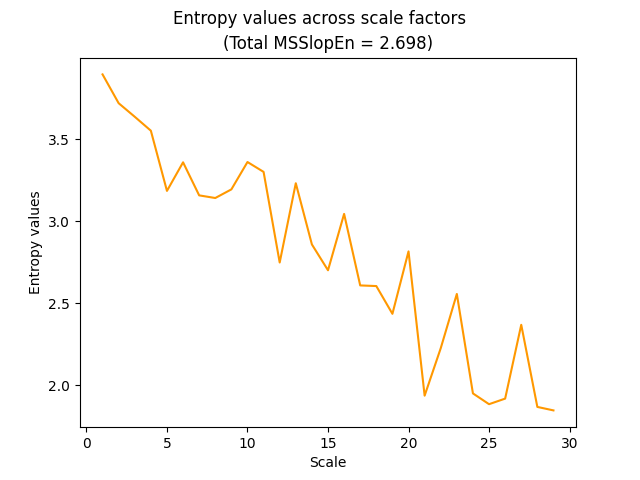 Entropy values across scale factors
(Total MSSlopEn = 2.698)
Entropy values
3.5
3.0
2.5
2.0
0 5 10 15 20 25 30
Scale